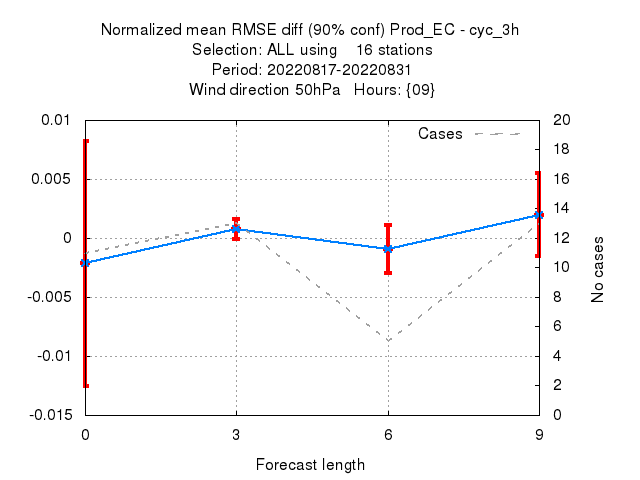 Normalized mean RMSE diff (90% conf) Prod_EC - cyc_3h
Selection: ALL using    16 stations
Period: 20220817-20220831
Wind direction 50hPa   Hours: {09}
0.01
0.005
0
-0.005
-0.01
-0.015
Cases
20
18
16
14
12
10
8
6
4
2
0
No cases
0 3 6 9
Forecast length